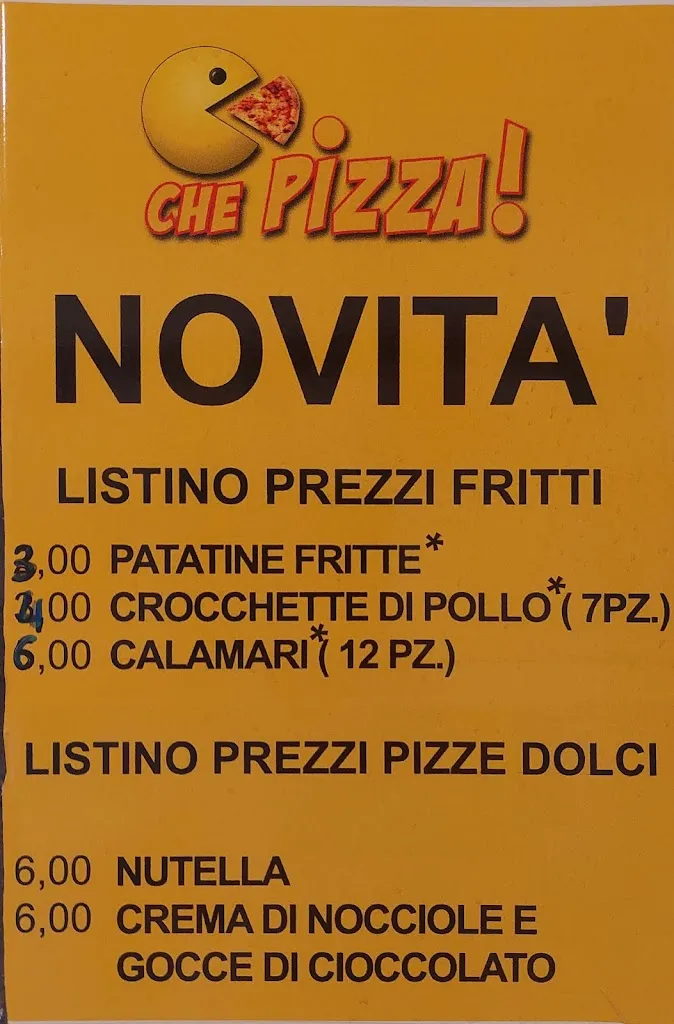 CHE PIZZA!
NOVITA'
LISTINO PREZZI FRITTI
3,00 PATATINE FRITTE*
4,00 CROCCHETTE DI POLLO*( 7PZ.)
6,00 CALAMARI*( 12 PZ.)
LISTINO PREZZI PIZZE DOLCI
6,00 NUTELLA
6,00 CREMA DI NOCCIOLE E
GOCCE DI CIOCCOLATO